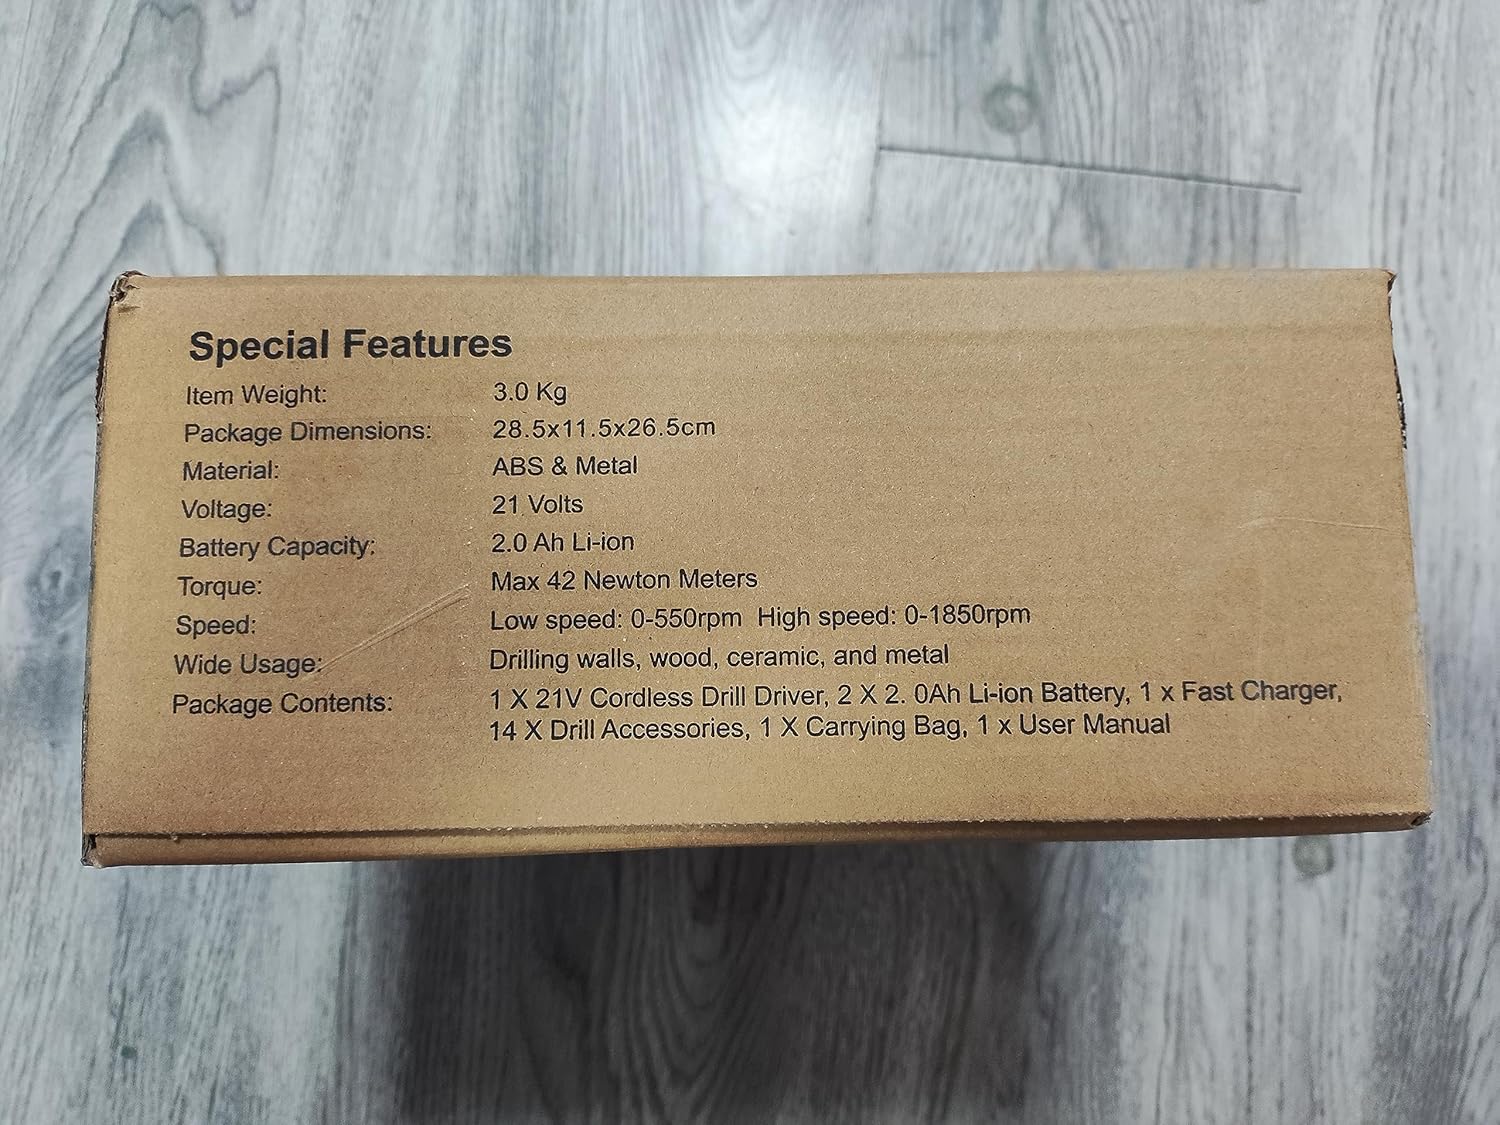 Special Features
Item Weight: 3.0 Kg
Package Dimensions: 28.5x11.5x26.5cm
Material: ABS & Metal
Voltage: 21 Volts
Battery Capacity: 2.0 Ah Li-ion
Torque: Max 42 Newton Meters
Speed: Low speed: 0-550rpm High speed: 0-1850rpm
Wide Usage: Drilling walls, wood, ceramic, and metal
Package Contents: 1 X 21V Cordless Drill Driver, 2 X 2. 0Ah Li-ion Battery, 1 x Fast Charger,
14 X Drill Accessories, 1 X Carrying Bag, 1 x User Manual